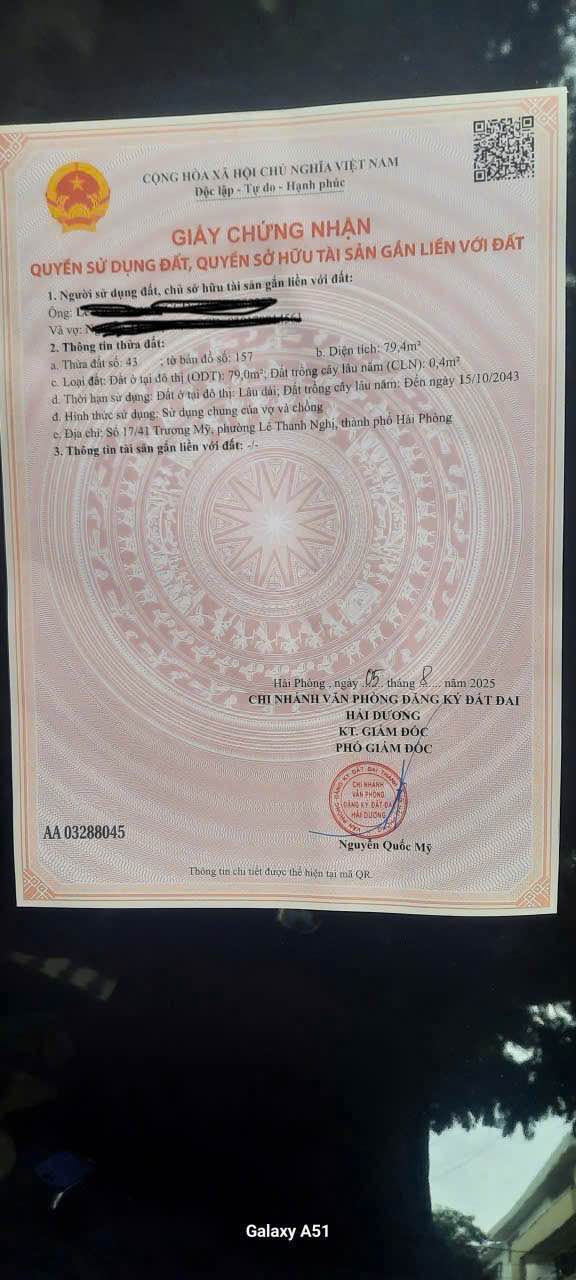 CỘNG HÒA XÃ HỘI CHỦ NGHĨA VIỆT NAM
Độc lập - Tự do - Hạnh phúc
GIẤY CHỨNG NHẬN
QUYỀN SỬ DỤNG ĐẤT, QUYỀN SỞ HỮU TÀI SẢN GẮN LIỀN VỚI ĐẤT
1. Người sử dụng đất, chủ sở hữu tài sản gắn liền với đất:
Ông:
Và vợ:
2. Thông tin thửa đất:
a. Thửa đất số: 43 ; tờ bản đồ số: 157 b. Diện tích: 79,4m²
c. Loại đất: Đất ở tại đô thị (ODT): 79,0m²; Đất trồng cây lâu năm (CLN): 0,4m²
d. Thời hạn sử dụng: Đất ở tại đô thị: Lâu dài; Đất trồng cây lâu năm: Đến ngày 15/10/2043
đ. Hình thức sử dụng: Sử dụng chung của vợ và chồng
e. Địa chỉ: Số 17/41 Trương Mỹ, phường Lê Thanh Nghị, thành phố Hải Phòng
3. Thông tin tài sản gắn liền với đất: -/-
Hải Phòng , ngày 05 tháng 8 năm 2025
CHI NHÁNH VĂN PHÒNG ĐĂNG KÝ ĐẤT ĐAI
HẢI DƯƠNG
KT. GIÁM ĐỐC
PHÓ GIÁM ĐỐC
CHI NHÁNH
VĂN PHÒNG
ĐĂNG KÝ ĐẤT ĐAI
HẢI DƯƠNG
AA 03288045
Nguyễn Quốc Mỹ
Thông tin chi tiết được thể hiện tại mã QR.
Galaxy A51